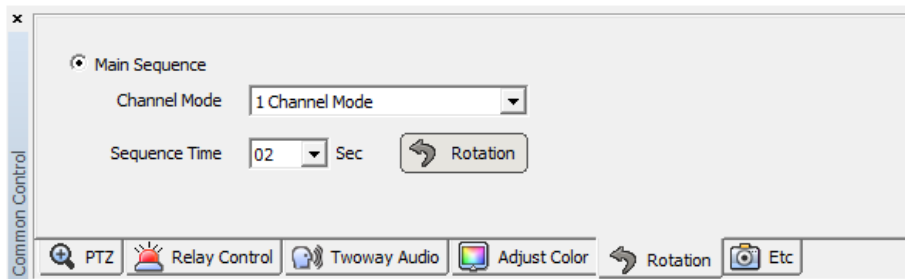 Main Sequence
Channel Mode 1 Channel Mode
Sequence Time 02 Sec Rotation
Common Control
PTZ Relay Control Twoway Audio Adjust Color Rotation Etc